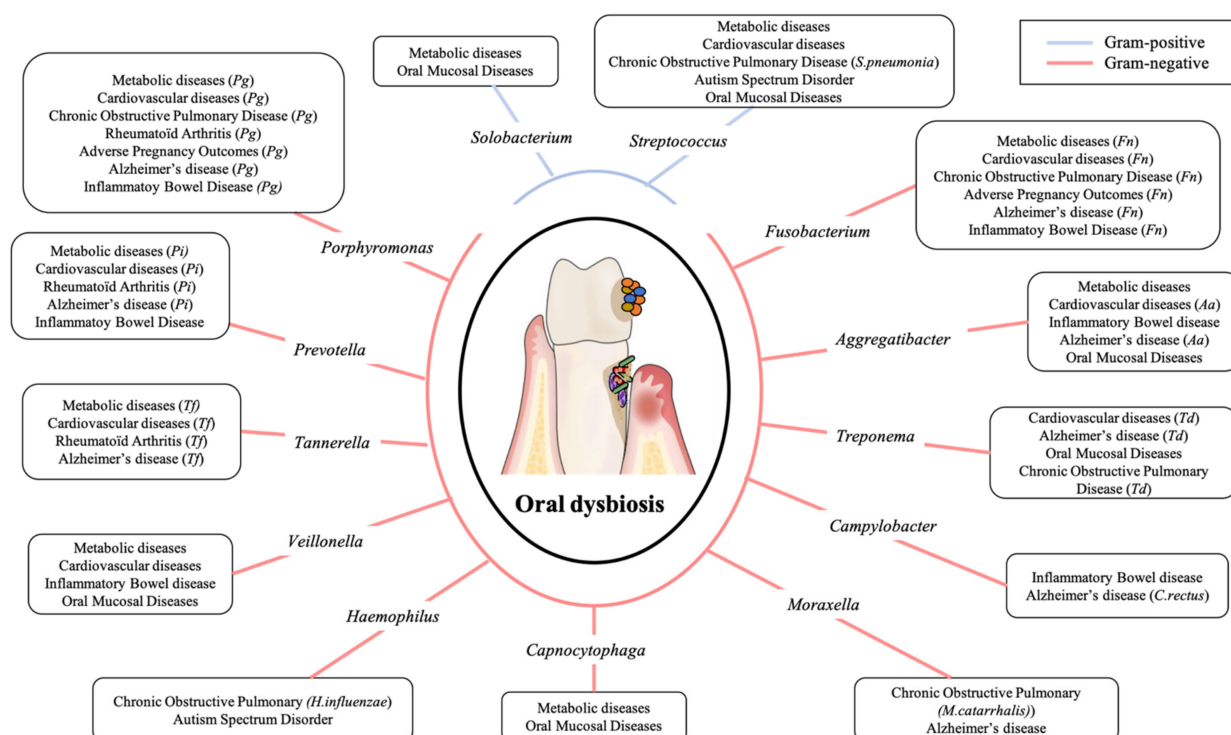 Metabolic diseases
Oral Mucosal Diseases
Solobacterium
Metabolic diseases
Cardiovascular diseases
Chronic Obstructive Pulmonary Disease (S.pneumonia)
Autism Spectrum Disorder
Oral Mucosal Diseases
Streptococcus
Gram-positive
Gram-negative
Metabolic diseases (Pg)
Cardiovascular diseases (Pg)
Chronic Obstructive Pulmonary Disease (Pg)
Rheumatoïd Arthritis (Pg)
Adverse Pregnancy Outcomes (Pg)
Alzheimer's disease (Pg)
Inflammatoy Bowel Disease (Pg)
Porphyromonas
Metabolic diseases (Fn)
Cardiovascular diseases (Fn)
Chronic Obstructive Pulmonary Disease (Fn)
Adverse Pregnancy Outcomes (Fn)
Alzheimer's disease (Fn)
Inflammatoy Bowel Disease (Fn)
Fusobacterium
Metabolic diseases (Pi)
Cardiovascular diseases (Pi)
Rheumatoïd Arthritis (Pi)
Alzheimer's disease (Pi)
Inflammatoy Bowel Disease
Prevotella
Metabolic diseases
Cardiovascular diseases (Aa)
Inflammatory Bowel disease
Alzheimer's disease (Aa)
Oral Mucosal Diseases
Aggregatibacter
Metabolic diseases (Tf)
Cardiovascular diseases (Tf)
Rheumatoïd Arthritis (Tf)
Alzheimer's disease (Tf)
Tannerella
Cardiovascular diseases (Td)
Alzheimer's disease (Td)
Oral Mucosal Diseases
Chronic Obstructive Pulmonary
Disease (Td)
Treponema
Oral dysbiosis
Metabolic diseases
Cardiovascular diseases
Inflammatory Bowel disease
Oral Mucosal Diseases
Veillonella
Campylobacter
Inflammatory Bowel disease
Alzheimer's disease (C.rectus)
Haemophilus
Chronic Obstructive Pulmonary (H.influenzae)
Autism Spectrum Disorder
Capnocytophaga
Metabolic diseases
Oral Mucosal Diseases
Moraxella
Chronic Obstructive Pulmonary
(M.catarrhalis))
Alzheimer's disease